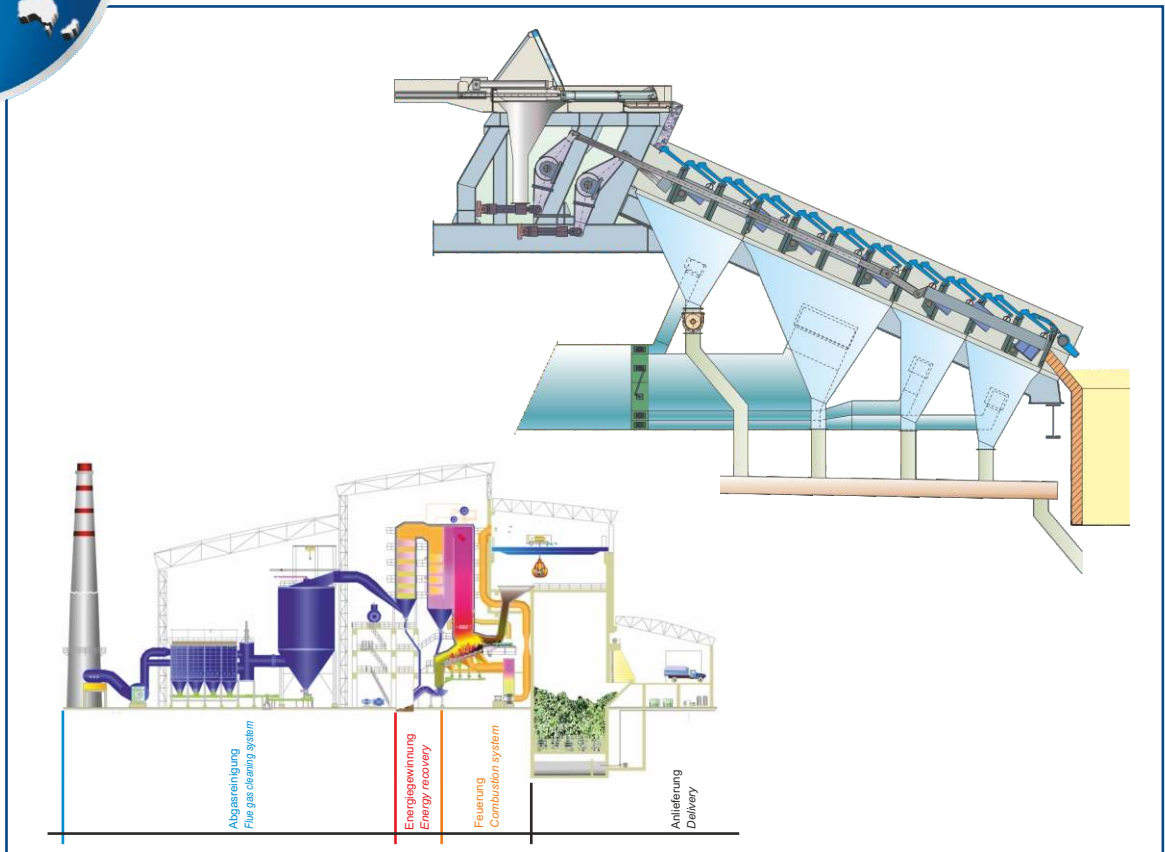 Abgasreinigung
Flue gas cleaning system
Energiegewinnung
Energy recovery
Feuerung
Combustion system
Anlieferung
Delivery